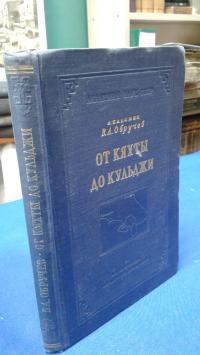 АКАДЕМИК
В.А.Обручев
ОТ КЯХТЫ
ДО КУЛЬДЖИ
В.А. ОБРУЧЕВ · ОТ КЯХТЫ ДО КУЛЬДЖИ